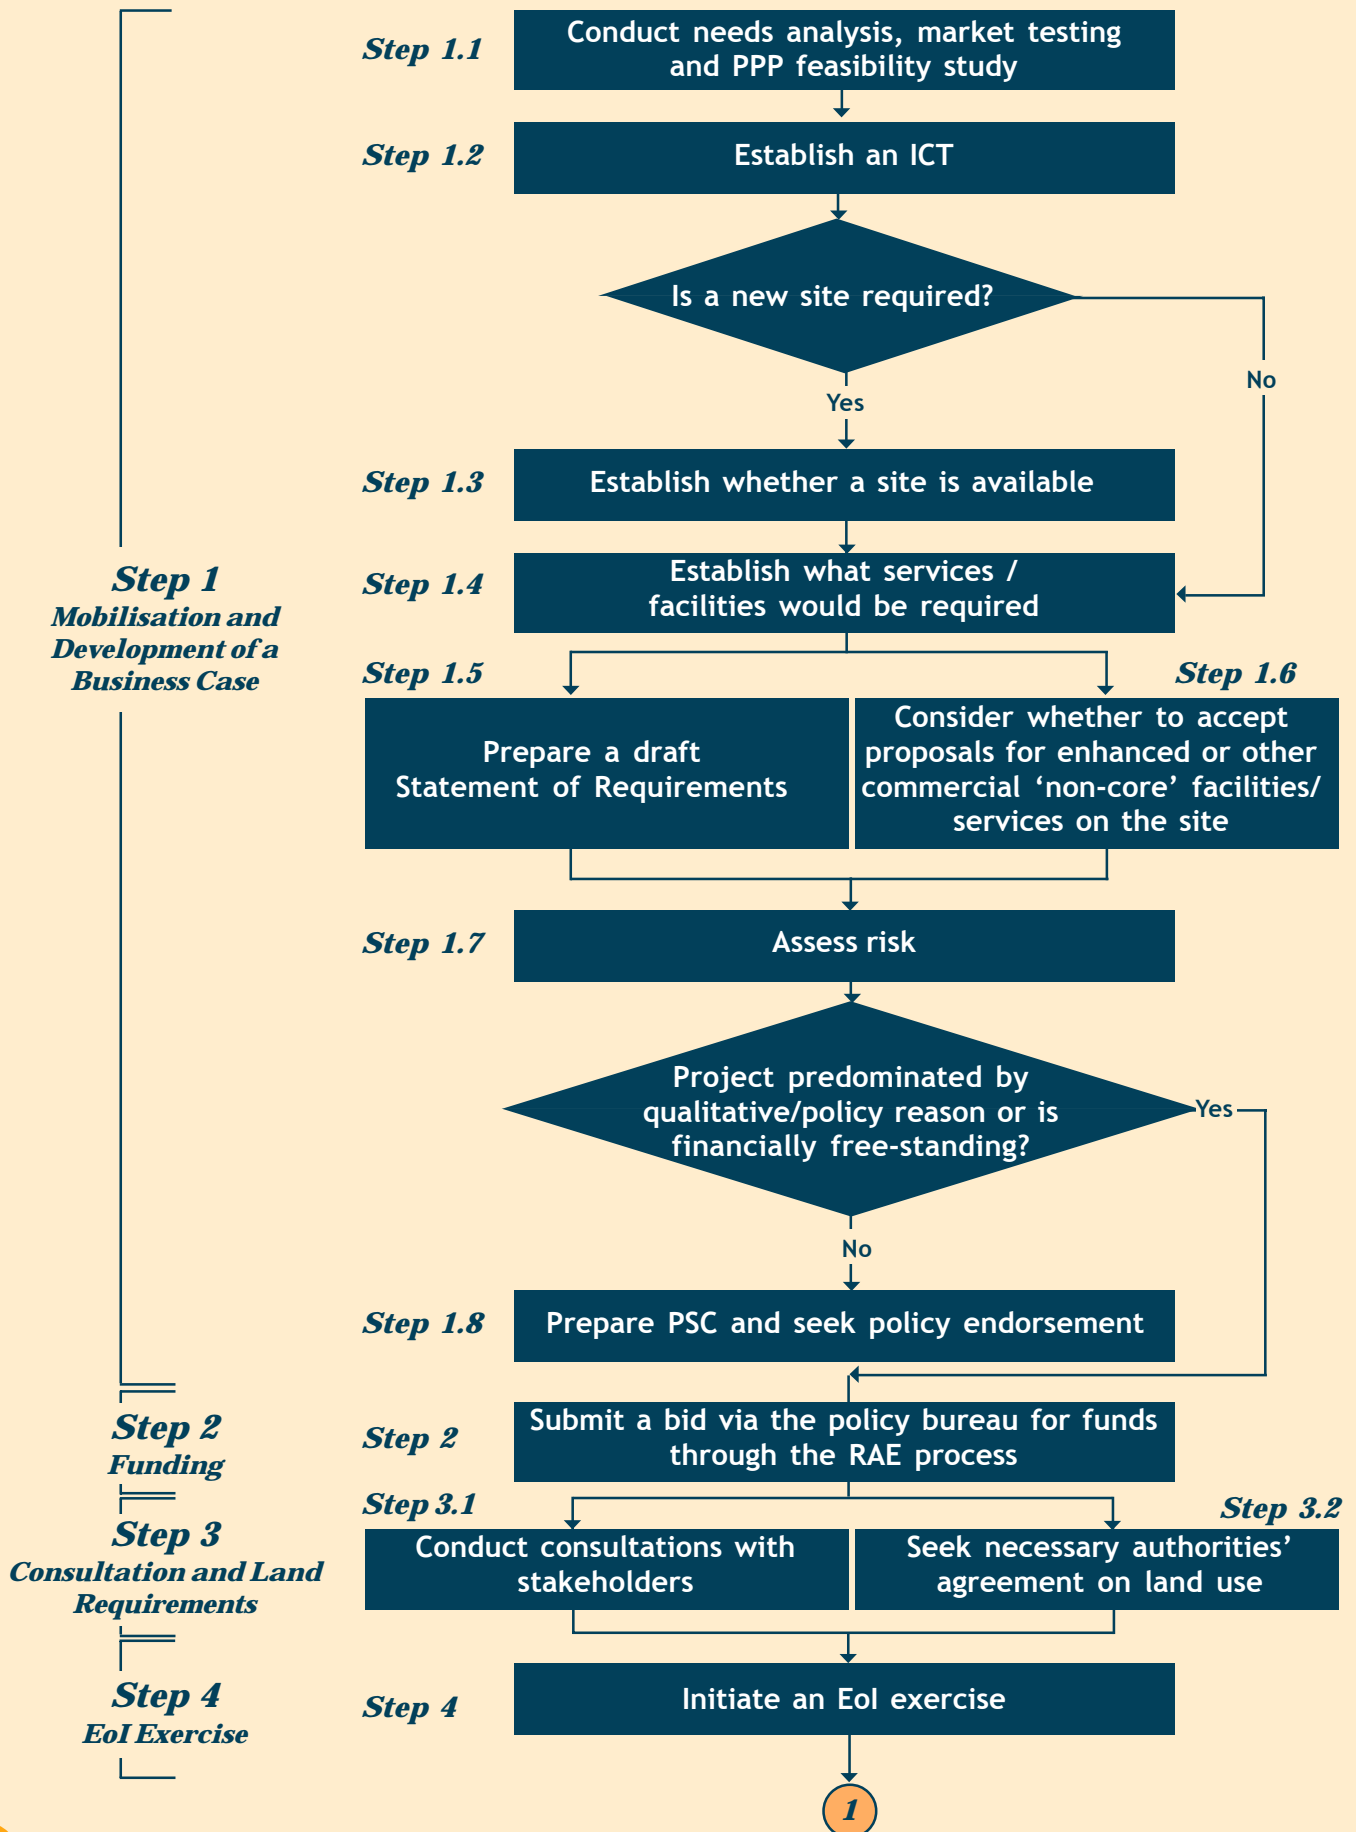 Step 1.1
Conduct needs analysis, market testing
and PPP feasibility study
Step 1.2
Establish an ICT
Is a new site required?
No
Yes
Step 1.3
Establish whether a site is available
Step 1
Mobilisation and
Development of a
Business Case
Step 1.4
Establish what services /
facilities would be required
Step 1.5
Step 1.6
Prepare a draft
Statement of Requirements
Consider whether to accept
proposals for enhanced or other
commercial ‘non-core’ facilities/
services on the site
Step 1.7
Assess risk
Project predominated by
qualitative/policy reason or is
financially free-standing?
Yes
No
Step 1.8
Prepare PSC and seek policy endorsement
Step 2
Funding
Step 2
Submit a bid via the policy bureau for funds
through the RAE process
Step 3
Consultation and Land
Requirements
Step 3.1
Step 3.2
Conduct consultations with
stakeholders
Seek necessary authorities’
agreement on land use
Step 4
EoI Exercise
Step 4
Initiate an EoI exercise
1